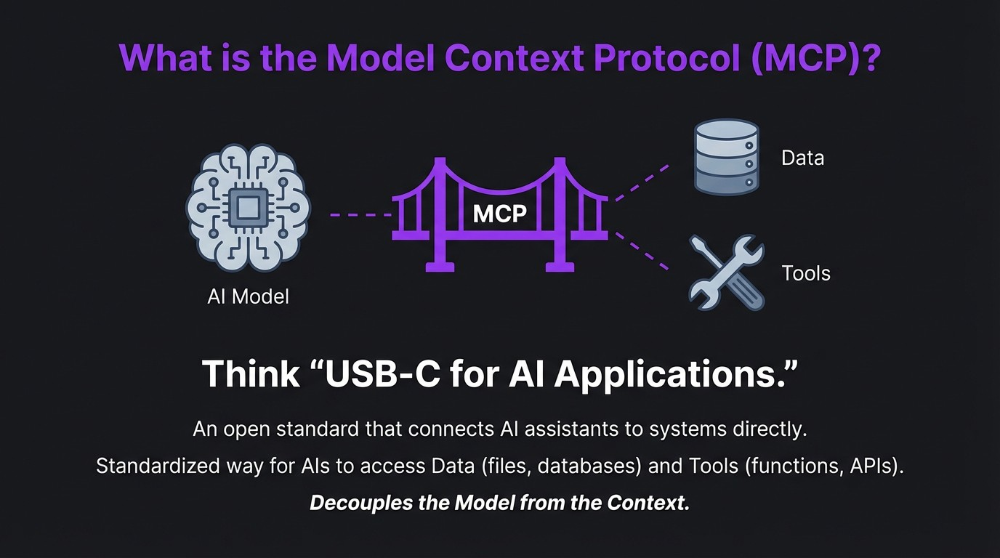 What is the Model Context Protocol (MCP)?
Data
MCP
Tools
AI Model
Think “USB-C for AI Applications.”
An open standard that connects AI assistants to systems directly.
Standardized way for AIs to access Data (files, databases) and Tools (functions, APIs).
Decouples the Model from the Context.